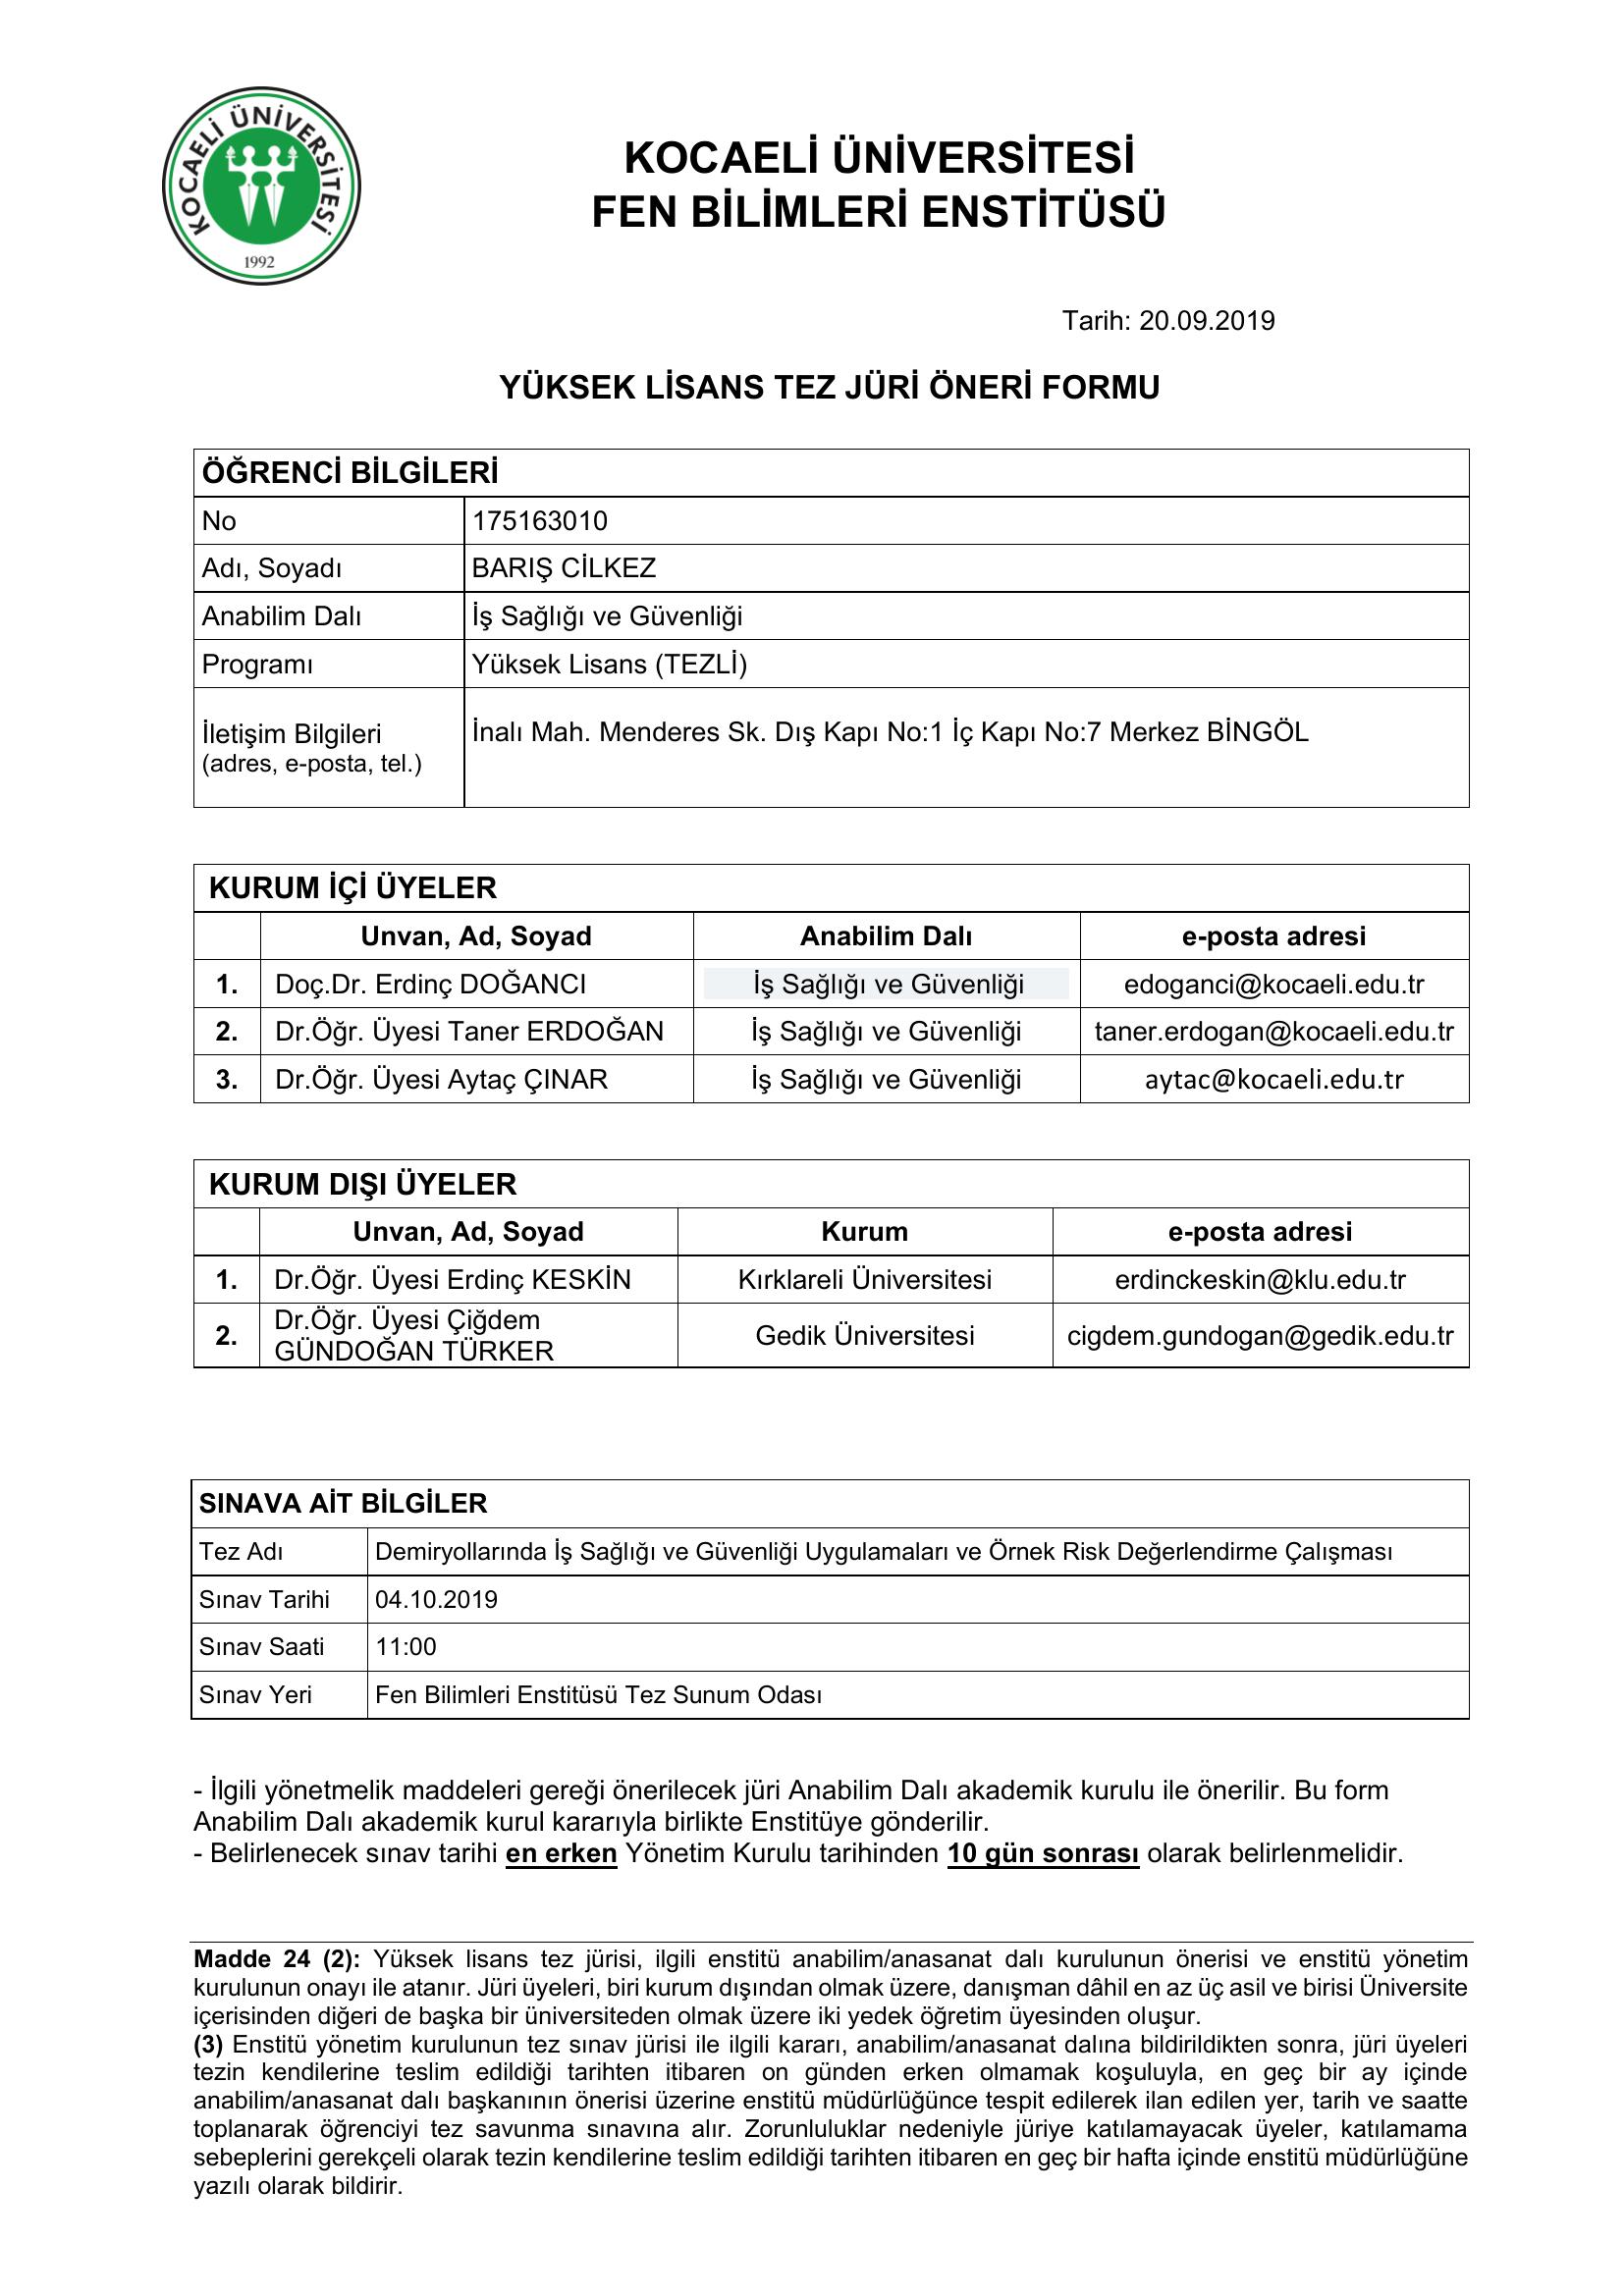 KOCAELİ ÜNİVERSİTESİ
1992
KOCAELİ ÜNİVERSİTESİ
FEN BİLİMLERİ ENSTİTÜSÜ
Tarih: 20.09.2019
YÜKSEK LİSANS TEZ JÜRİ ÖNERİ FORMU
ÖĞRENCİ BİLGİLERİ
No 175163010
Adı, Soyadı BARIŞ CİLKEZ
Anabilim Dalı İş Sağlığı ve Güvenliği
Programı Yüksek Lisans (TEZLİ)
İletişim Bilgileri İnalı Mah. Menderes Sk. Dış Kapı No:1 İç Kapı No:7 Merkez BİNGÖL
(adres, e-posta, tel.)
KURUM İÇİ ÜYELER
Unvan, Ad, Soyad Anabilim Dalı e-posta adresi
1. Doç.Dr. Erdinç DOĞANCI İş Sağlığı ve Güvenliği edoganci@kocaeli.edu.tr
2. Dr.Öğr. Üyesi Taner ERDOĞAN İş Sağlığı ve Güvenliği taner.erdogan@kocaeli.edu.tr
3. Dr.Öğr. Üyesi Aytaç ÇINAR İş Sağlığı ve Güvenliği aytac@kocaeli.edu.tr
KURUM DIŞI ÜYELER
Unvan, Ad, Soyad Kurum e-posta adresi
1. Dr.Öğr. Üyesi Erdinç KESKİN Kırklareli Üniversitesi erdinckeskin@klu.edu.tr
2. Dr.Öğr. Üyesi Çiğdem
GÜNDOĞAN TÜRKER Gedik Üniversitesi cigdem.gundogan@gedik.edu.tr
SINAVA AİT BİLGİLER
Tez Adı Demiryollarında İş Sağlığı ve Güvenliği Uygulamaları ve Örnek Risk Değerlendirme Çalışması
Sınav Tarihi 04.10.2019
Sınav Saati 11:00
Sınav Yeri Fen Bilimleri Enstitüsü Tez Sunum Odası
- İlgili yönetmelik maddeleri gereği önerilecek jüri Anabilim Dalı akademik kurulu ile önerilir. Bu form
Anabilim Dalı akademik kurul kararıyla birlikte Enstitüye gönderilir.
- Belirlenecek sınav tarihi en erken Yönetim Kurulu tarihinden 10 gün sonrası olarak belirlenmelidir.
Madde 24 (2): Yüksek lisans tez jürisi, ilgili enstitü anabilim/anasanat dalı kurulunun önerisi ve enstitü yönetim
kurulunun onayı ile atanır. Jüri üyeleri, biri kurum dışından olmak üzere, danışman dâhil en az üç asil ve birisi Üniversite
içerisinden diğeri de başka bir üniversiteden olmak üzere iki yedek öğretim üyesinden oluşur.
(3) Enstitü yönetim kurulunun tez sınav jürisi ile ilgili kararı, anabilim/anasanat dalına bildirildikten sonra, jüri üyeleri
tezin kendilerine teslim edildiği tarihten itibaren on günden erken olmamak koşuluyla, en geç bir ay içinde
anabilim/anasanat dalı başkanının önerisi üzerine enstitü müdürlüğünce tespit edilerek ilan edilen yer, tarih ve saatte
toplanarak öğrenciyi tez savunma sınavına alır. Zorunluluklar nedeniyle jüriye katılamayacak üyeler, katılamama
sebeplerini gerekçeli olarak tezin kendilerine teslim edildiği tarihten itibaren en geç bir hafta içinde enstitü müdürlüğüne
yazılı olarak bildirir.